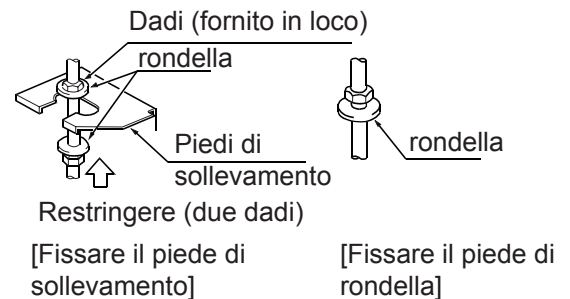 Dadi (fornito in loco)
rondella
Piedi di
sollevamento
rondella
Restringere (due dadi)
[Fissare il piede di
sollevamento]
[Fissare il piede di
rondella]